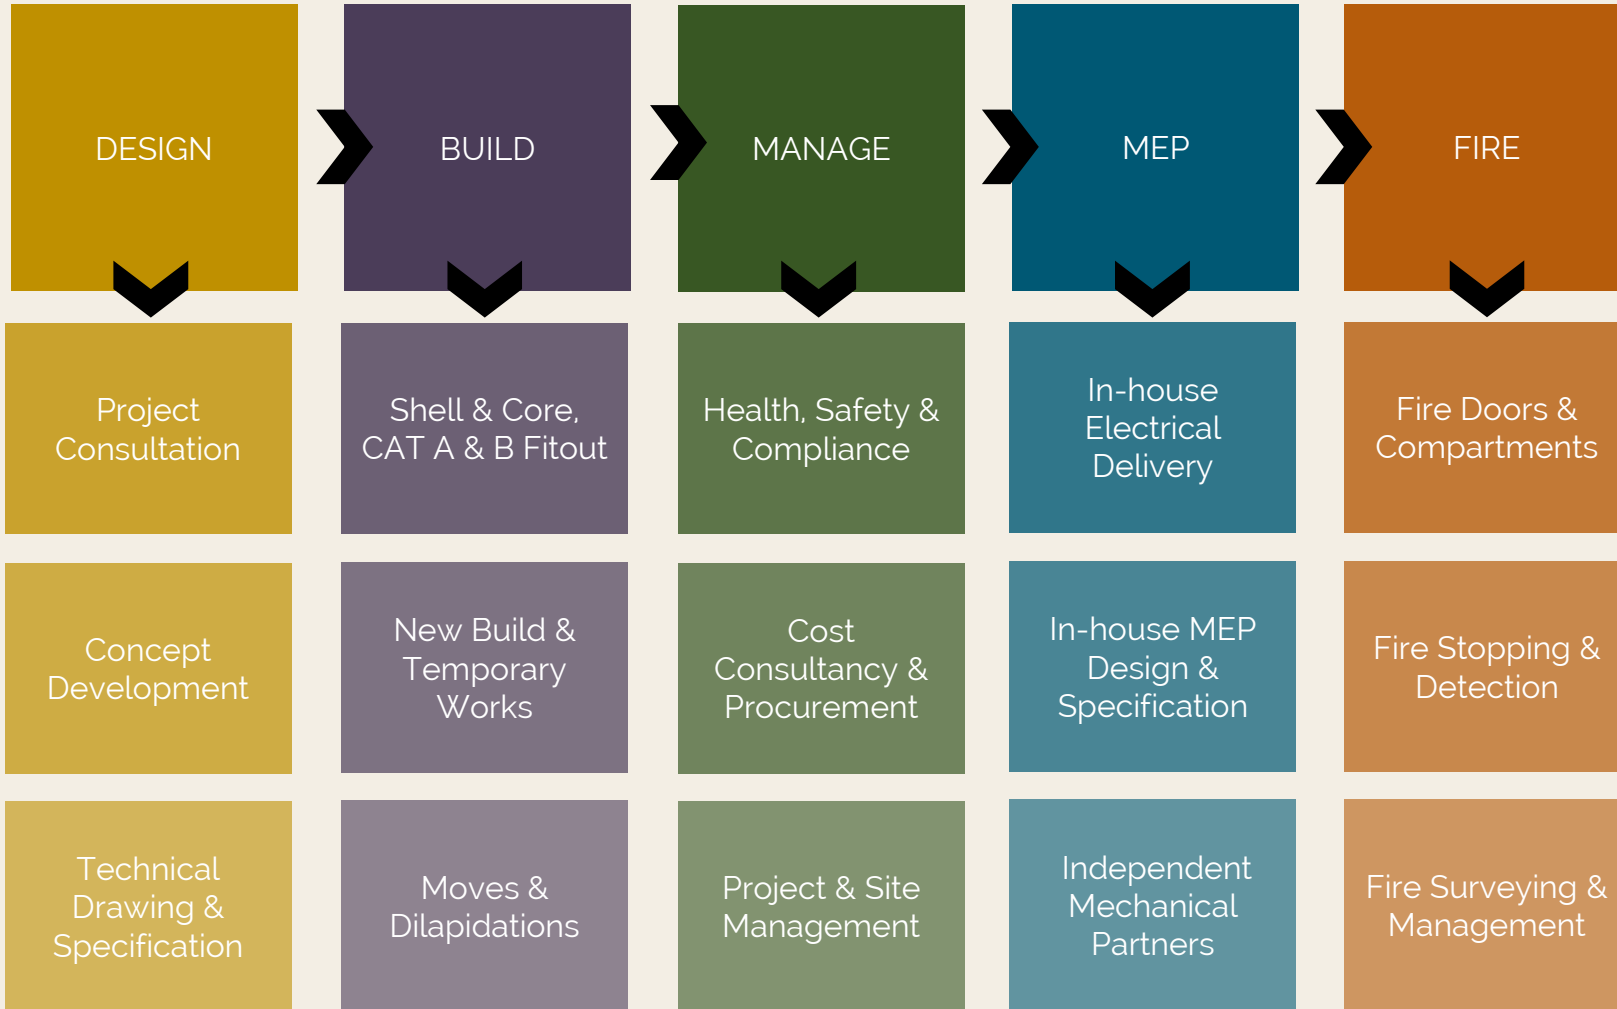 DESIGN
BUILD
MANAGE
MEP
FIRE
Project
Consultation
Shell & Core,
CAT A & B Fitout
Health, Safety &
Compliance
In-house
Electrical
Delivery
Fire Doors &
Compartments
Concept
Development
New Build &
Temporary
Works
Cost
Consultancy &
Procurement
In-house MEP
Design &
Specification
Fire Stopping &
Detection
Technical
Drawing &
Specification
Moves &
Dilapidations
Project & Site
Management
Independent
Mechanical
Partners
Fire Surveying &
Management